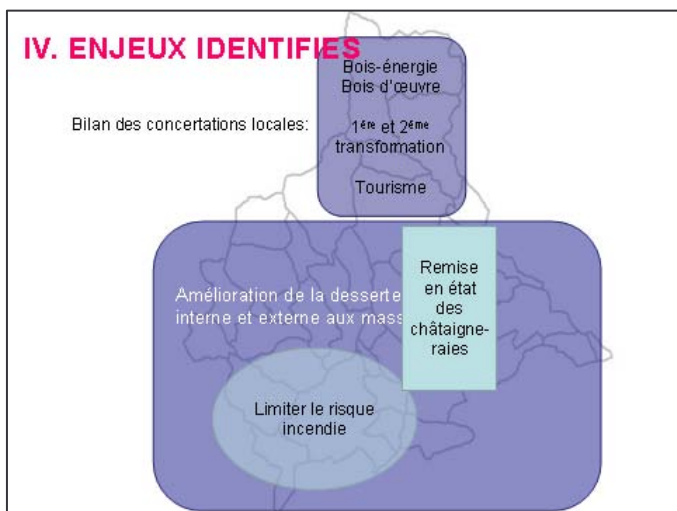 IV. ENJEUX IDENTIFIES
Bois-énergie
Bois d'œuvre
Bilan des concertations locales:
1ère et 2ème
transformation
Tourisme
Amélioration de la desserte
interne et externe aux mass
Remise
en état
des
châtaigne-
raies
Limiter le risque
incendie